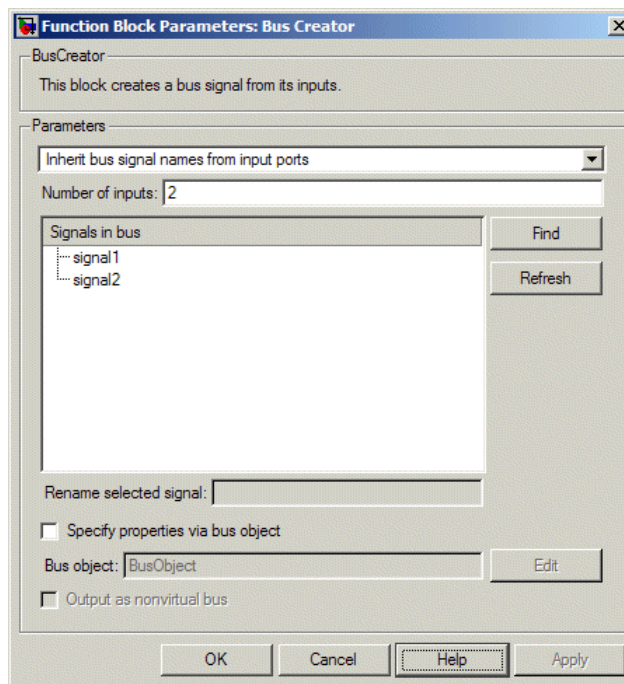 Function Block Parameters: Bus Creator
BusCreator
This block creates a bus signal from its inputs.
Parameters
Inherit bus signal names from input ports
Number of inputs: 2
Signals in bus
Find
signal1
Refresh
signal2
Rename selected signal:
Specify properties via bus object
Bus object: BusObject
Edit
Output as nonvirtual bus
OK
Cancel
Help
Apply